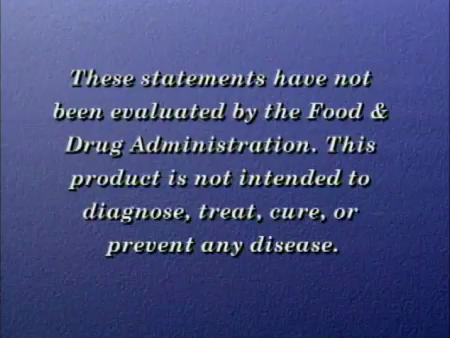 These statements have not
been evaluated by the Food &
Drug Administration. This
product is not intended to
diagnose, treat, cure, or
prevent any disease.